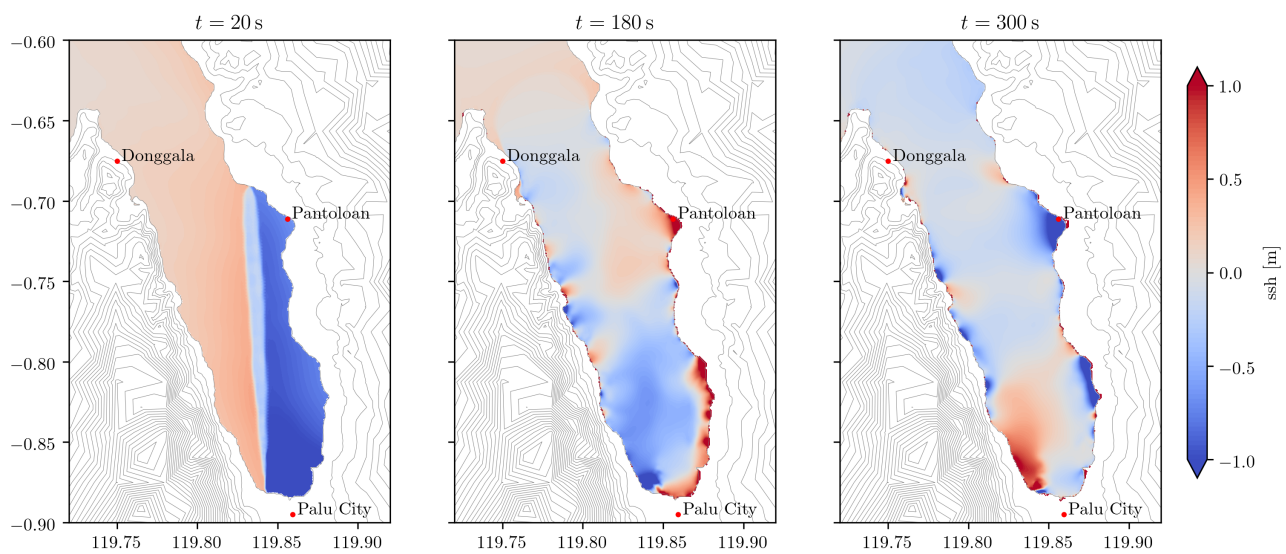 t = 20 s
t = 180 s
t = 300 s
−0.60
−0.65
−0.70
−0.75
−0.80
−0.85
−0.90
Donggala
Pantoloan
Palu City
Donggala
Pantoloan
Palu City
Donggala
Pantoloan
Palu City
119.75 119.80 119.85 119.90
119.75 119.80 119.85 119.90
119.75 119.80 119.85 119.90
1.0
0.5
0.0
−0.5
−1.0
ssh [m]